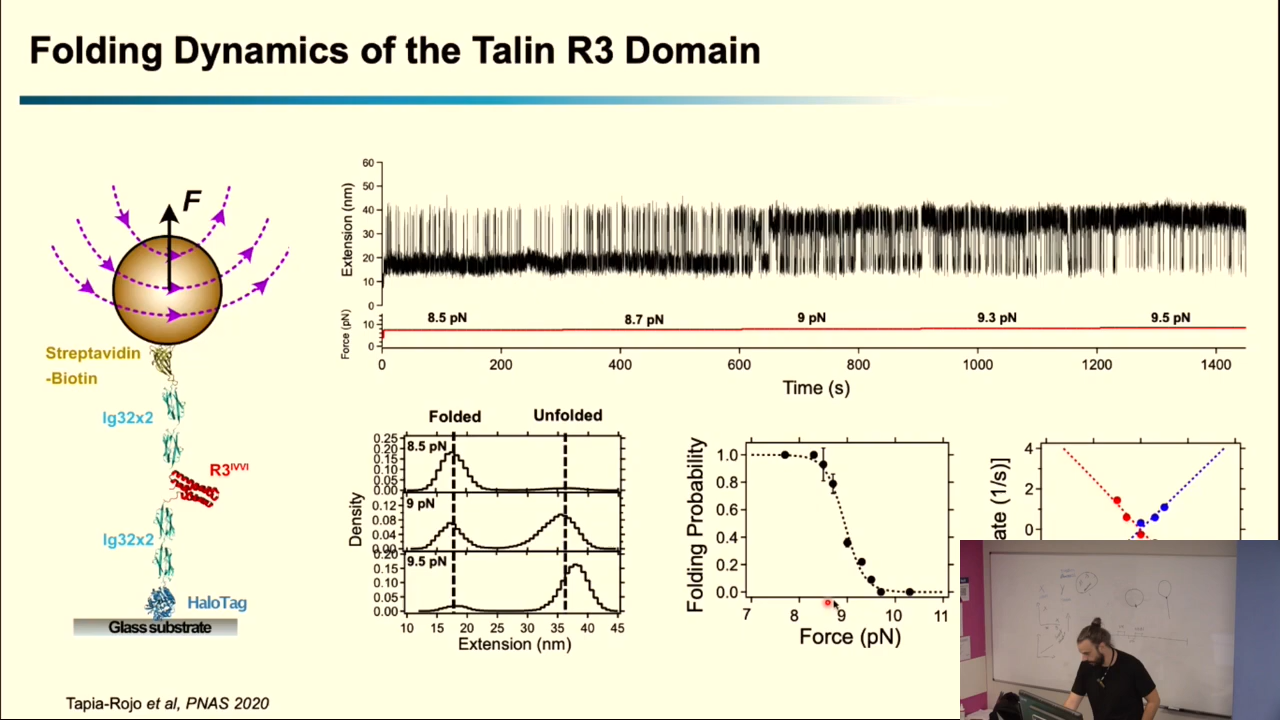 Folding Dynamics of the Talin R3 Domain
F
Streptavidin
-Biotin
Ig32x2
R3IVVI
Ig32x2
HaloTag
Glass substrate
Extension (nm)
60
50
40
30
20
10
0
Force (pN)
10
0
8.5 pN
8.7 pN
9 pN
9.3 pN
9.5 pN
0
200
400
600
800
1000
1200
1400
Time (s)
Folded
Unfolded
Density
8.5 pN
0.25
0.20
0.15
0.10
0.05
0.00
9 pN
0.12
0.08
0.04
0.00
9.5 pN
0.20
0.15
0.10
0.05
0.00
10
15
20
25
30
35
40
45
Extension (nm)
Folding Probability
1.0
0.8
0.6
0.4
0.2
0.0
7
8
9
10
11
Force (pN)
ate (1/s)]
4
2
0
Tapia-Rojo et al, PNAS 2020